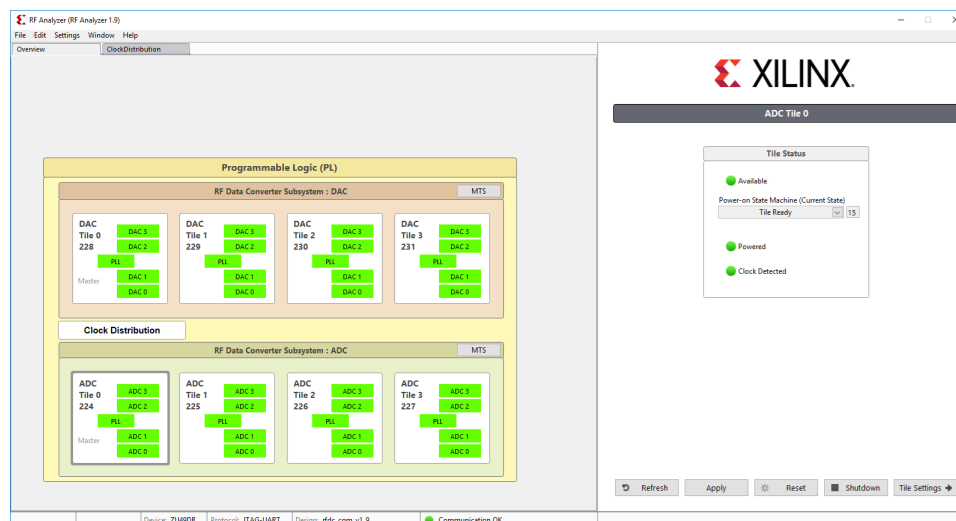 RF Analyzer (RF Analyzer 1.9)
File Edit Settings Window Help
Overview ClockDistribution
XILINX.
ADC Tile 0
Tile Status
Available
Power-on State Machine (Current State)
Tile Ready 15
Powered
Clock Detected
Programmable Logic (PL)
RF Data Converter Subsystem : DAC MTS
DAC Tile 0 228
DAC 3
DAC 2
PLL
Master
DAC 1
DAC 0
DAC Tile 1 229
DAC 3
DAC 2
PLL
DAC 1
DAC 0
DAC Tile 2 230
DAC 3
DAC 2
PLL
DAC 1
DAC 0
DAC Tile 3 231
DAC 3
DAC 2
PLL
DAC 1
DAC 0
Clock Distribution
RF Data Converter Subsystem : ADC MTS
ADC Tile 0 224
ADC 3
ADC 2
PLL
Master
ADC 1
ADC 0
ADC Tile 1 225
ADC 3
ADC 2
PLL
ADC 1
ADC 0
ADC Tile 2 226
ADC 3
ADC 2
PLL
ADC 1
ADC 0
ADC Tile 3 227
ADC 3
ADC 2
PLL
ADC 1
ADC 0
Refresh Apply Reset Shutdown Tile Settings
Device: ZU49DR Protocol: JTAG-UART Design: rfdc_com_v1.9 Communication OK